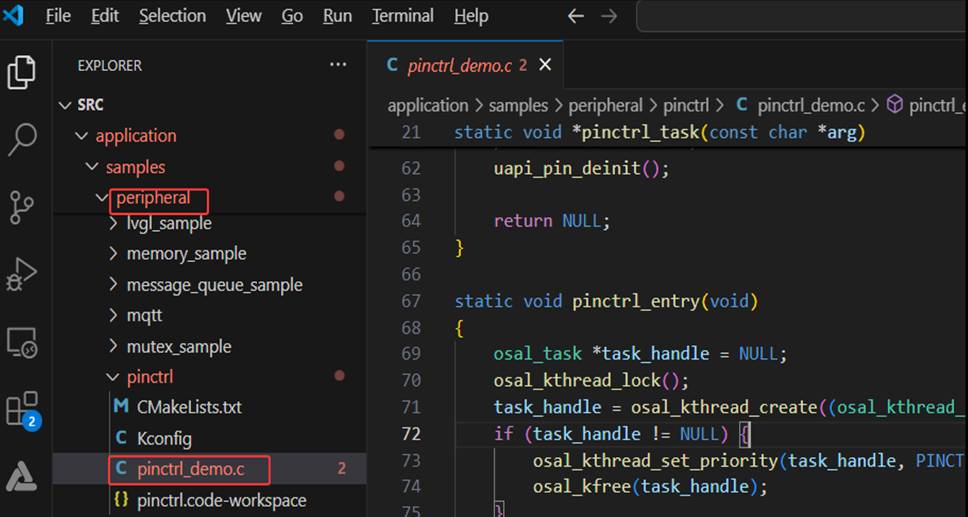 File Edit Selection View Go Run Terminal Help
EXPLORER
SRC
application
samples
peripheral
lvgl_sample
memory_sample
message_queue_sample
mqtt
mutex_sample
pinctrl
M CMakeLists.txt
C Kconfig
C pinctrl_demo.c 2
{} pinctrl.code-workspace
2
C pinctrl_demo.c 2
application > samples > peripheral > pinctrl > C pinctrl_demo.c > pinctrl_e
21 static void *pinctrl_task(const char *arg)
62 uapi_pin_deinit();
63
64 return NULL;
65 }
66
67 static void pinctrl_entry(void)
68 {
69 osal_task *task_handle = NULL;
70 osal_kthread_lock();
71 task_handle = osal_kthread_create((osal_kthread_
72 if (task_handle != NULL) {
73 osal_kthread_set_priority(task_handle, PINCT
74 osal_kfree(task_handle);
75 }